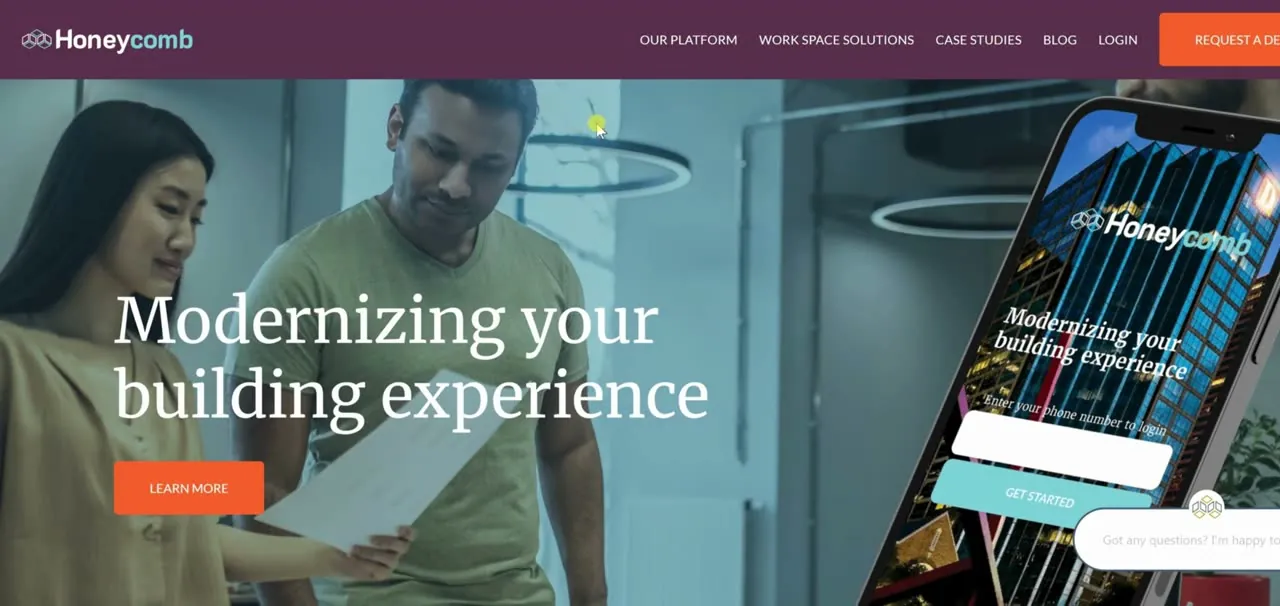 Honeycomb
OUR PLATFORM
WORK SPACE SOLUTIONS
CASE STUDIES
BLOG
LOGIN
REQUEST A DE
Modernizing your
building experience
LEARN MORE
Honeycomb
Modernizing your
building experience
Enter your phone number to login
GET STARTED
Got any questions? I'm happy to